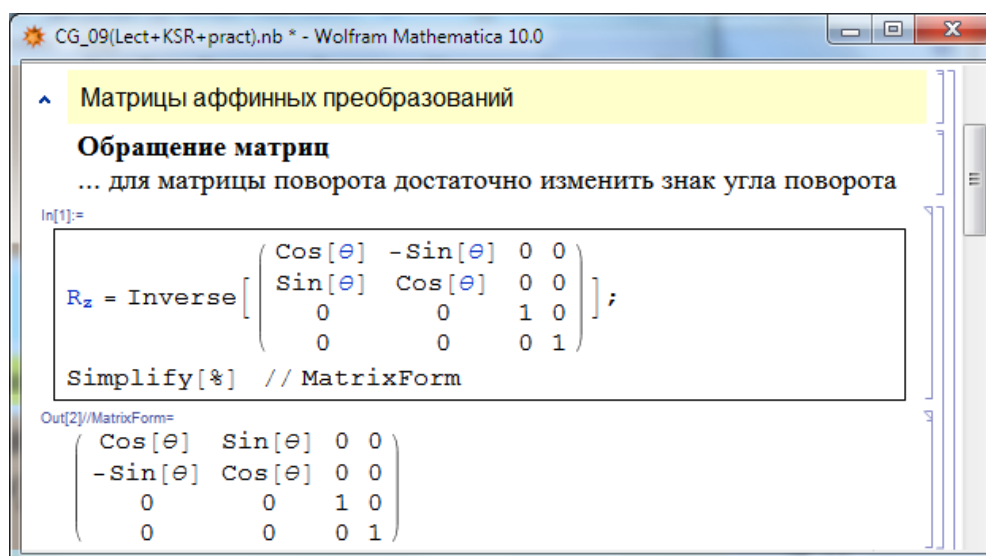 CG_09(Lect+KSR+pract).nb * - Wolfram Mathematica 10.0
Матрицы аффинных преобразований
Обращение матриц
... для матрицы поворота достаточно изменить знак угла поворота
In[1]:=
Cos[θ] -Sin[θ] 0 0
Sin[θ] Cos[θ] 0 0
R_z = Inverse[ ];
0 0 1 0
0 0 0 1
Simplify[%] // MatrixForm
Out[2]//MatrixForm=
Cos[θ] Sin[θ] 0 0
-Sin[θ] Cos[θ] 0 0
0 0 1 0
0 0 0 1